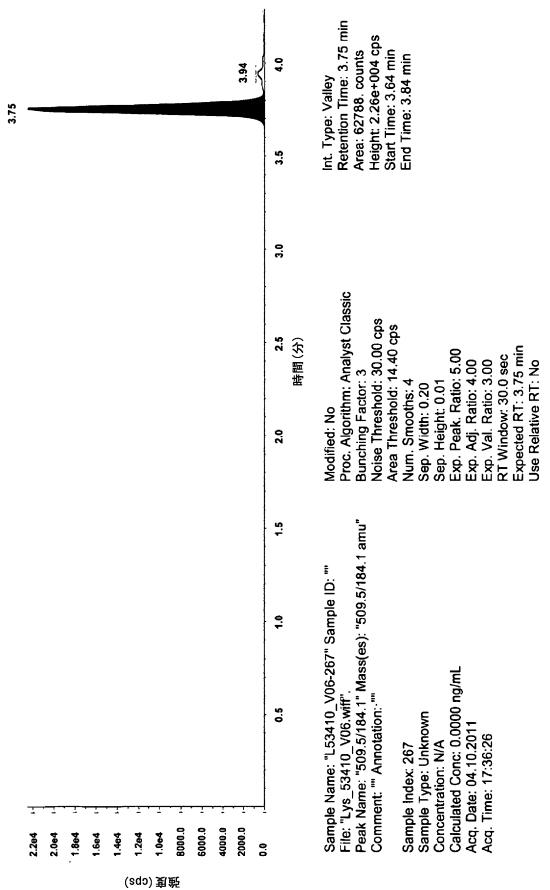 3.75
3.94
2.2e4
2.0e4
1.8e4
1.6e4
1.4e4
1.2e4
1.0e4
8000.0
6000.0
4000.0
2000.0
0.0
強度 (cps)
0.5
1.0
1.5
2.0
2.5
3.0
3.5
4.0
時間 (分)
Sample Name: "L53410_V06-267" Sample ID: ""
File: "Lys_53410_V06.wiff".
Peak Name: "509.5/184.1" Mass(es): "509.5/184.1 amu"
Comment: "" Annotation: ""
Sample Index: 267
Sample Type: Unknown
Concentration: N/A
Calculated Conc: 0.0000 ng/mL
Acq. Date: 04.10.2011
Acq. Time: 17:36:26
Modified: No
Proc. Algorithm: Analyst Classic
Bunching Factor: 3
Noise Threshold: 30.00 cps
Area Threshold: 14.40 cps
Num. Smooths: 4
Sep. Width: 0.20
Sep. Height: 0.01
Exp. Peak. Ratio: 5.00
Exp. Adj. Ratio: 4.00
Exp. Val. Ratio: 3.00
RT Window: 30.0 sec
Expected RT: 3.75 min
Use Relative RT: No
Int. Type: Valley
Retention Time: 3.75 min
Area: 62788. counts
Height: 2.26e+004 cps
Start Time: 3.64 min
End Time: 3.84 min